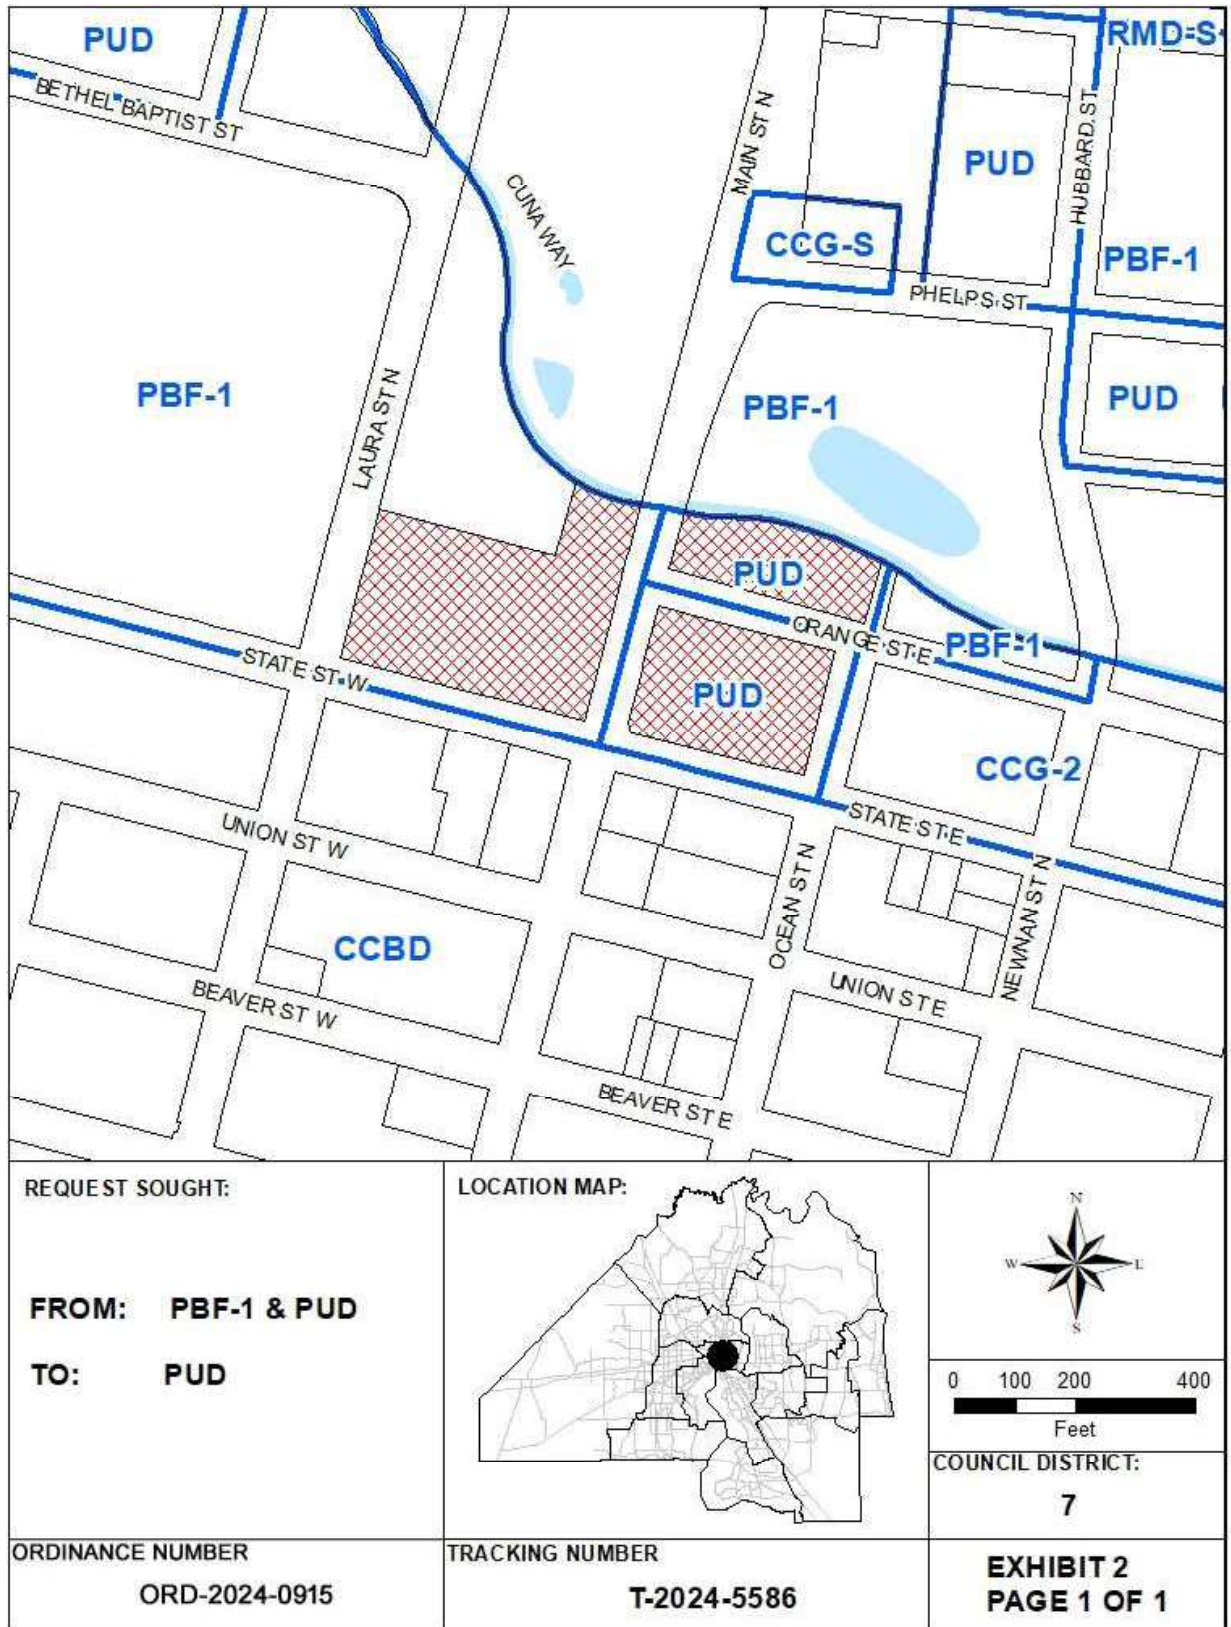 PUD
RMD-S
BETHEL BAPTIST ST
MAIN ST N
HUBBARD ST
PUD
CUNA WAY
CCG-S
PBF-1
PHELPS ST
PBF-1
LAURA ST N
PBF-1
PUD
PUD
ORANGE ST E
PBF-1
STATE ST W
PUD
CCG-2
STATE ST E
UNION ST W
OCEAN ST N
NEWNAN ST N
CCBD
UNION ST E
BEAVER ST W
BEAVER ST E
REQUEST SOUGHT:
FROM: PBF-1 & PUD
TO: PUD
LOCATION MAP:
N
W E
S
0 100 200 400
Feet
COUNCIL DISTRICT:
7
ORDINANCE NUMBER
ORD-2024-0915
TRACKING NUMBER
T-2024-5586
EXHIBIT 2
PAGE 1 OF 1